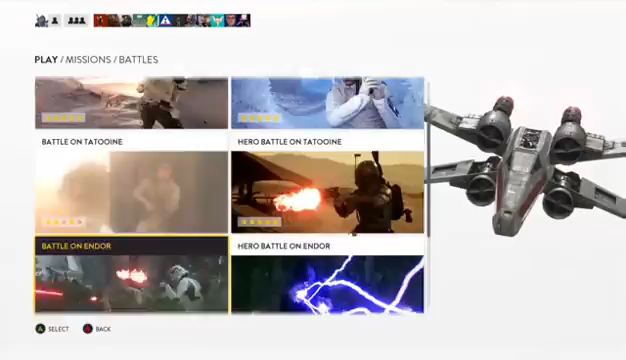 PLAY / MISSIONS / BATTLES
BATTLE ON TATOOINE
HERO BATTLE ON TATOOINE
BATTLE ON ENDOR
HERO BATTLE ON ENDOR
A SELECT
B BACK